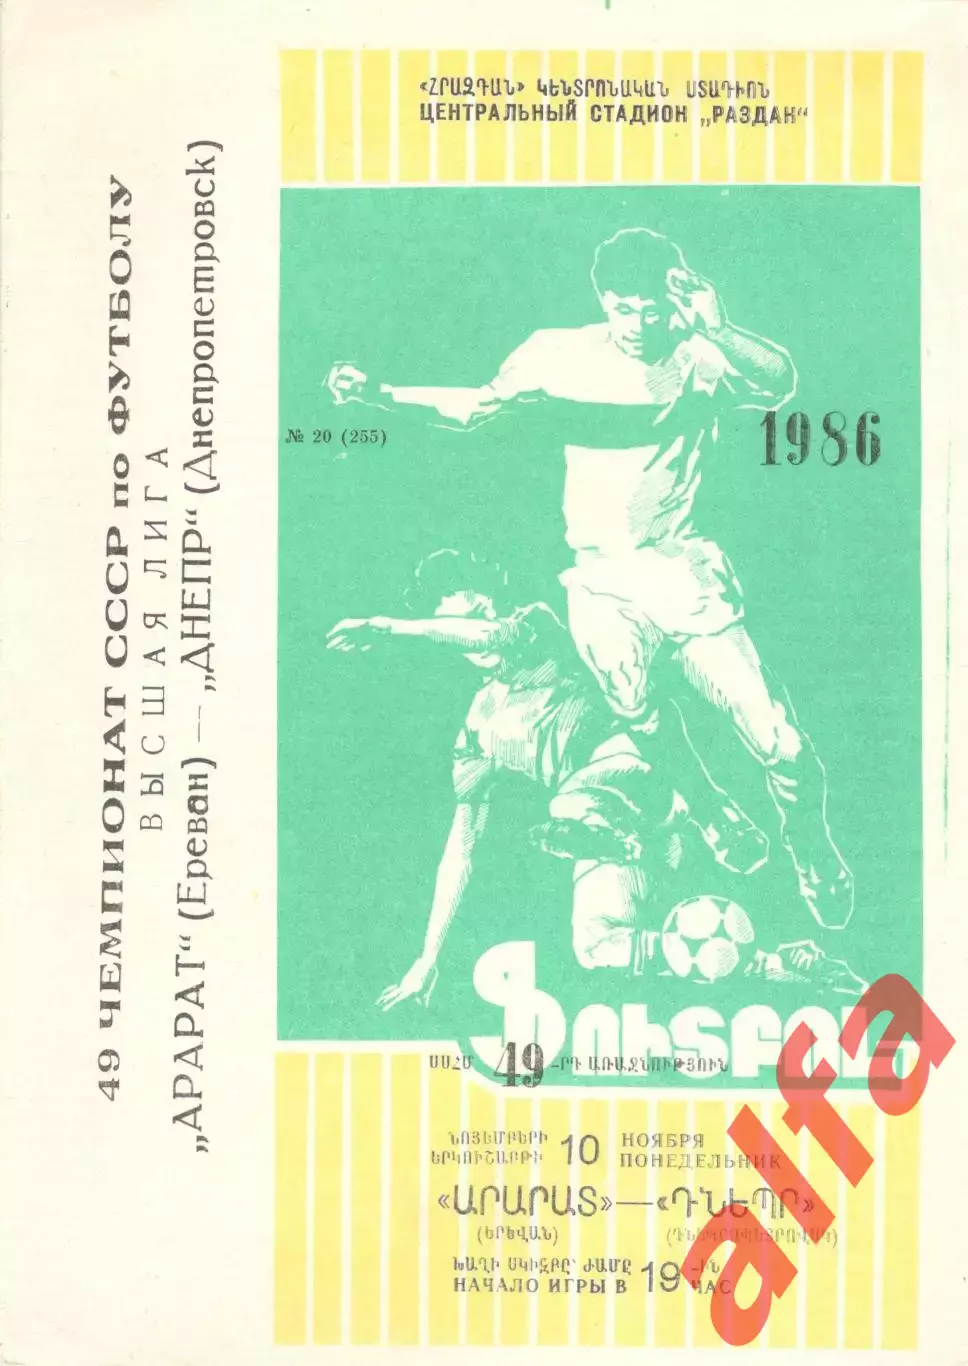 «ՀՐԱԶԴԱՆ» ԿԵՆՏՐՈՆԱԿԱՆ ՍՏԱԴԻՈՆ
ЦЕНТРАЛЬНЫЙ СТАДИОН „РАЗДАН“
49 ЧЕМПИОНАТ СССР по ФУТБОЛУ
ВЫСШАЯ ЛИГА
„АРАРАТ“ (Ереван) — „ДНЕПР“ (Днепропетровск)
№ 20 (255)
1986
ՖՈՒՏԲՈԼ
ՍՍՀՄ 49-ՐԴ ԱՌԱՋՆՈՒԹՅՈՒՆ
ՆՈՅԵՄԲԵՐԻ 10 НОЯБРЯ
ԵՐԿՈՒՇԱԲԹԻ ПОНЕДЕЛЬНИК
«ԱՐԱՐԱՏ» — «ԴՆԵՊՐ»
(ԵՐԵՎԱՆ) (ԴՆԵՊՐՈՊԵՏՐՈՎՍԿ)
ԽԱՂԻ ՍԿԻԶԲԸ՝ ԺԱՄԸ 19-ԻՆ
НАЧАЛО ИГРЫ В 19 ЧАС
alfa